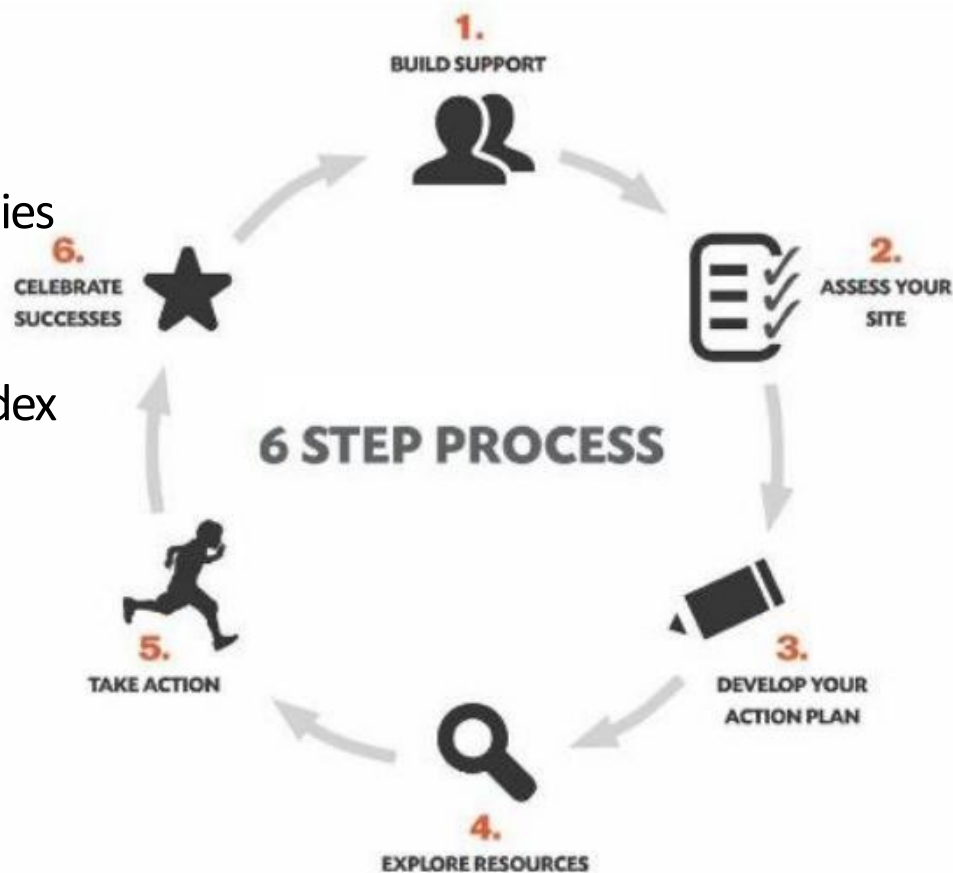 1.
BUILD SUPPORT
ies
6.
CELEBRATE
SUCCESSES
2.
ASSESS YOUR
SITE
dex
6 STEP PROCESS
5.
TAKE ACTION
3.
DEVELOP YOUR
ACTION PLAN
4.
EXPLORE RESOURCES